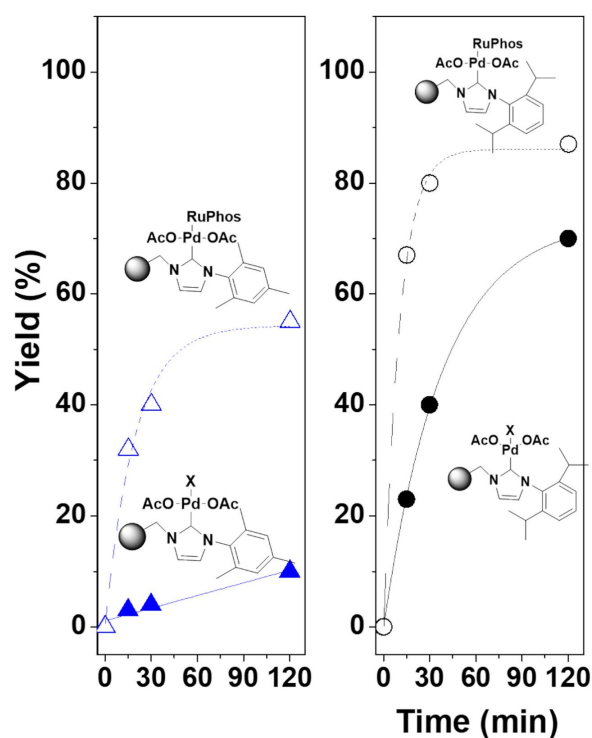 Yield (%)
100
80
60
40
20
0
RuPhos
AcO-Pd-OAc
N
N
X
AcO-Pd-OAc
N
N
0 30 60 90 120
100
80
60
40
20
0
RuPhos
AcO-Pd-OAc
N
N
X
AcO-Pd-OAc
N
N
0 30 60 90 120
Time (min)